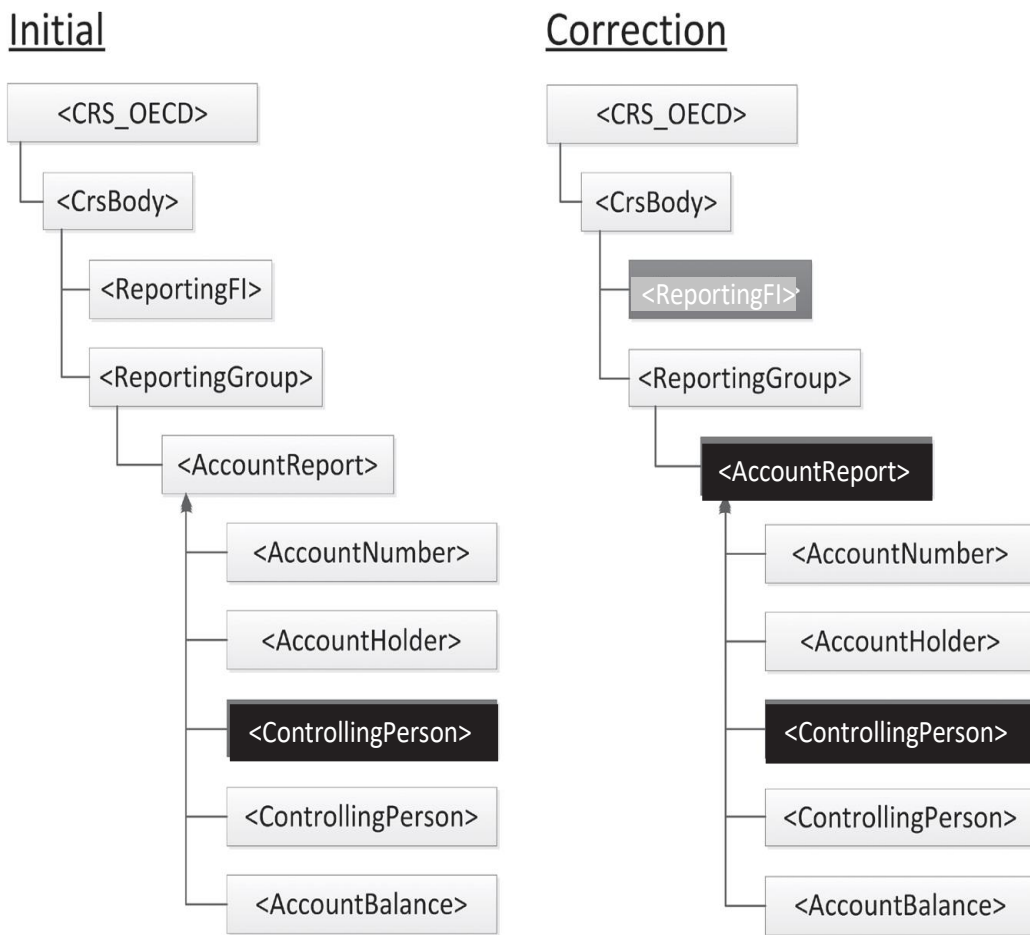 Initial
<CRS_OECD>
<CrsBody>
<ReportingFI>
<ReportingGroup>
<AccountReport>
<AccountNumber>
<AccountHolder>
<ControllingPerson>
<ControllingPerson>
<AccountBalance>
Correction
<CRS_OECD>
<CrsBody>
<ReportingFI>
<ReportingGroup>
<AccountReport>
<AccountNumber>
<AccountHolder>
<ControllingPerson>
<ControllingPerson>
<AccountBalance>